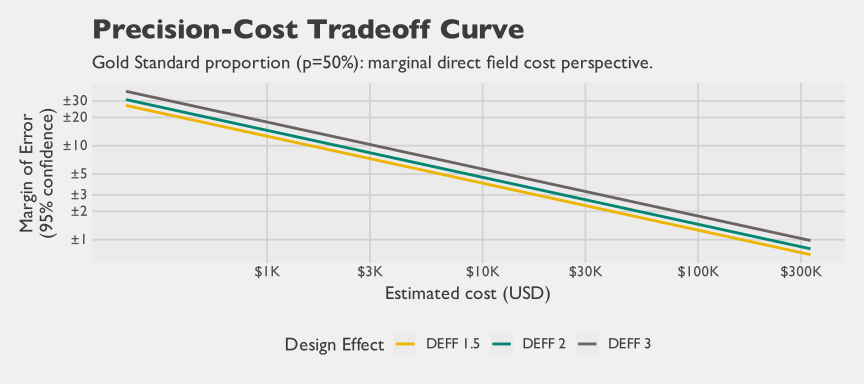 Precision-Cost Tradeoff Curve
Gold Standard proportion (p=50%): marginal direct field cost perspective.
Margin of Error
(95% confidence)
±30
±20
±10
±5
±3
±2
±1
$1K $3K $10K $30K $100K $300K
Estimated cost (USD)
Design Effect DEFF 1.5 DEFF 2 DEFF 3